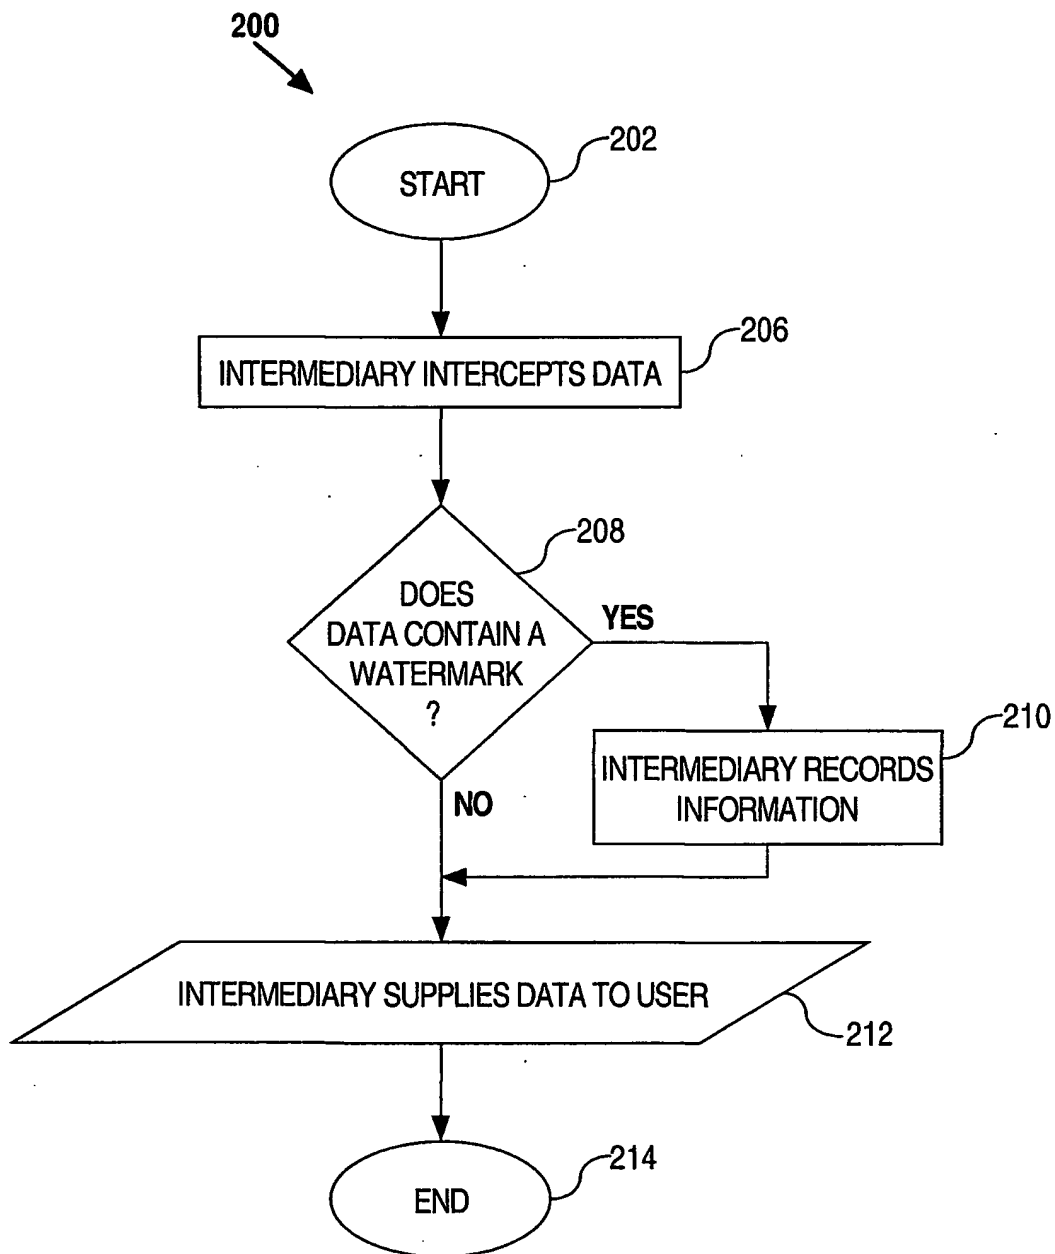 200
202
START
206
INTERMEDIARY INTERCEPTS DATA
208
DOES
DATA CONTAIN A
WATERMARK
?
YES
210
INTERMEDIARY RECORDS
INFORMATION
NO
INTERMEDIARY SUPPLIES DATA TO USER
212
214
END